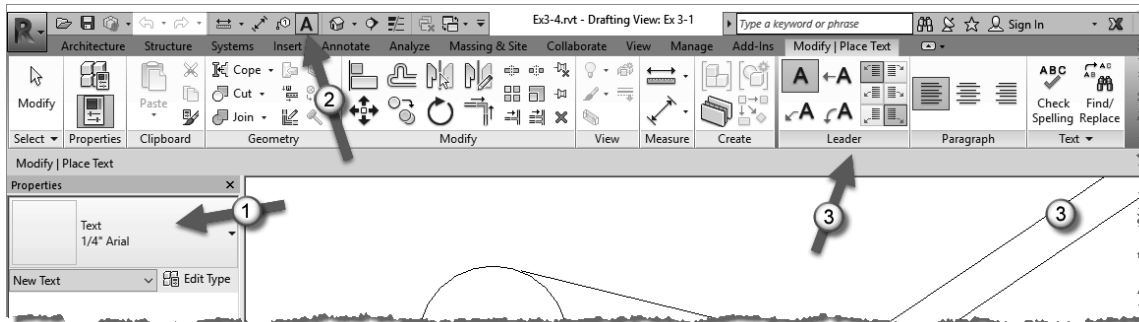 R
A
Ex3-4.rvt - Drafting View: Ex 3-1
Type a keyword or phrase
Sign In
Architecture Structure Systems Insert Annotate Analyze Massing & Site Collaborate View Manage Add-Ins Modify | Place Text
Modify
Paste
Cope
Cut
Join
A A
A A
ABC
Check Spelling
Find/ Replace
Select Properties Clipboard Geometry Modify View Measure Create Leader Paragraph Text
Modify | Place Text
Properties X
Text
1/4" Arial
New Text
Edit Type
1
2
3
3